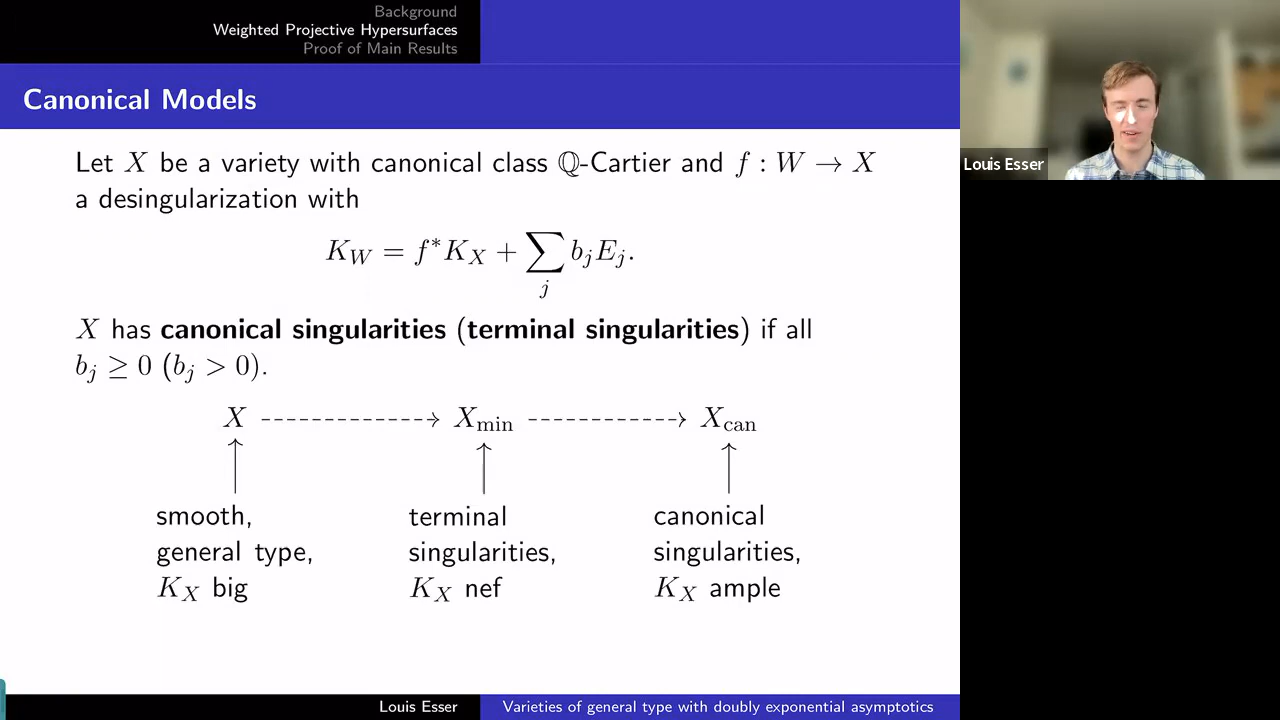 Background
Weighted Projective Hypersurfaces
Proof of Main Results
Canonical Models
Let X be a variety with canonical class ℚ-Cartier and f : W → X
a desingularization with
K_W = f^*K_X + ∑_j b_jE_j.
X has canonical singularities (terminal singularities) if all
b_j ≥ 0 (b_j > 0).
X ⇢ X_min ⇢ X_can
smooth,
general type,
K_X big
terminal
singularities,
K_X nef
canonical
singularities,
K_X ample
Louis Esser
Varieties of general type with doubly exponential asymptotics
Louis Esser